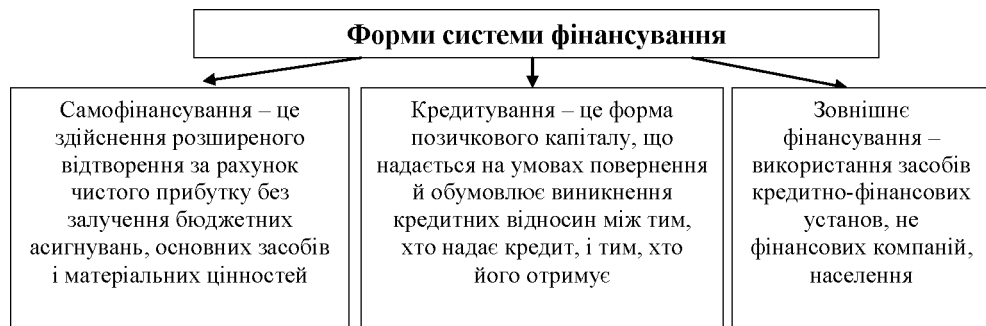 Форми системи фінансування
Самофінансування – це
здійснення розширеного
відтворення за рахунок
чистого прибутку без
залучення бюджетних
асигнувань, основних засобів
і матеріальних цінностей
Кредитування – це форма
позичкового капіталу, що
надається на умовах повернення
й обумовлює виникнення
кредитних відносин між тим,
хто надає кредит, і тим, хто
його отримує
Зовнішнє
фінансування –
використання засобів
кредитно-фінансових
установ, не
фінансових компаній,
населення